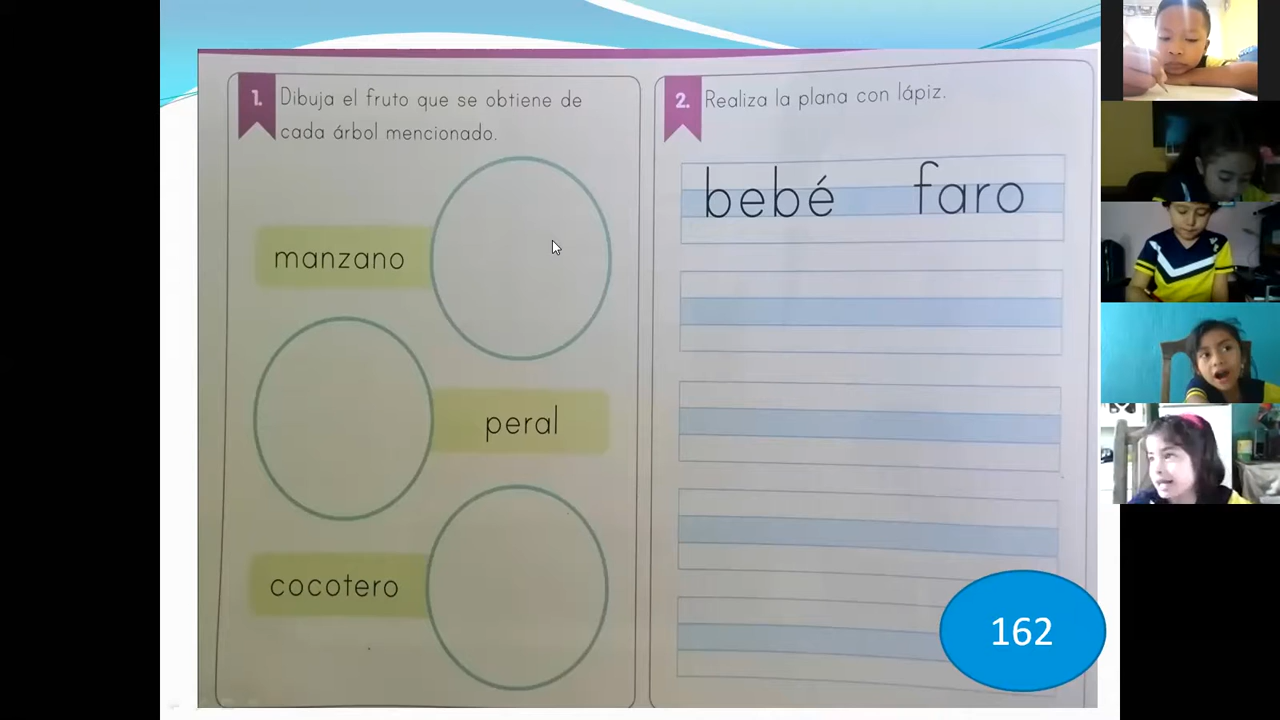 1. Dibuja el fruto que se obtiene de
cada árbol mencionado.
manzano
peral
cocotero
2. Realiza la plana con lápiz.
bebé faro
162